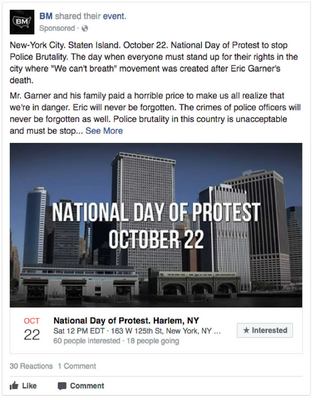 BM
BM shared their event.
Sponsored ·
New-York City. Staten Island. October 22. National Day of Protest to stop
Police Brutality. The day when everyone must stand up for their rights in the
city where "We can't breath" movement was created after Eric Garner's
death.
Mr. Garner and his family paid a horrible price to make us all realize that
we're in danger. Eric will never be forgotten. The crimes of police officers will
never be forgotten as well. Police brutality in this country is unacceptable
and must be stop... See More
NATIONAL DAY OF PROTEST
OCTOBER 22
OCT
22
National Day of Protest. Harlem, NY
Sat 12 PM EDT · 163 W 125th St, New York, NY ...
60 people interested · 18 people going
★ Interested
30 Reactions 1 Comment
Like Comment